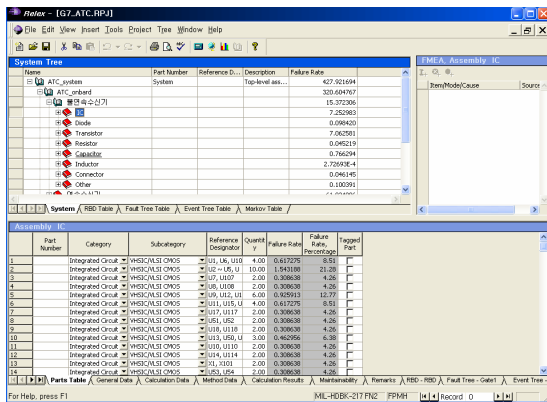 Relex - [G7_ATC.RPJ]
File Edit View Insert Tools Project Tree Window Help
System Tree
Name Part Number Reference D... Description Failure Rate
ATC_system System Top-level ass... 427.921694
ATC_onbard 320.604767
불연속수신기 15.372306
IC 7.252983
Diode 0.098420
Transistor 7.062581
Resistor 0.045219
Capacitor 0.766294
Inductor 2.72693E-4
Connector 0.046145
Other 0.100391
System RBD Table Fault Tree Table Event Tree Table Markov Table
FMEA, Assembly IC
Item/Mode/Cause Source
Assembly IC
Part Number Category Subcategory Reference Designator Quantity Failure Rate Failure Rate, Percentage Tagged Part
1 Integrated Circuit VHSIC/VLSI CMOS U1, U6, U 4.00 0.617275 8.51
2 Integrated Circuit VHSIC/VLSI CMOS U2 ~ U5, U 10.00 1.543188 21.28
3 Integrated Circuit VHSIC/VLSI CMOS U7, U107 2.00 0.308638 4.26
4 Integrated Circuit VHSIC/VLSI CMOS U8, U108 2.00 0.308638 4.26
5 Integrated Circuit VHSIC/VLSI CMOS U9, U12, U1 6.00 0.925913 12.77
6 Integrated Circuit VHSIC/VLSI CMOS U11, U15, 4.00 0.617275 8.51
7 Integrated Circuit VHSIC/VLSI CMOS U17, U117 2.00 0.308638 4.26
8 Integrated Circuit VHSIC/VLSI CMOS U51, U52 2.00 0.308638 4.26
9 Integrated Circuit VHSIC/VLSI CMOS U18, U118 2.00 0.308638 4.26
10 Integrated Circuit VHSIC/VLSI CMOS U13, U50, U 3.00 0.462956 6.38
11 Integrated Circuit VHSIC/VLSI CMOS U10, U110 2.00 0.308638 4.26
12 Integrated Circuit VHSIC/VLSI CMOS U14, U114 2.00 0.308638 4.26
13 Integrated Circuit VHSIC/VLSI CMOS X1, X101 2.00 0.308638 4.26
14 Integrated Circuit VHSIC/VLSI CMOS U53, U54 2.00 0.308638 4.26
Parts Table General Data Calculation Data Method Data Calculation Results Maintainability Remarks RBD - RBD Fault Tree - Gate1 Event Tree -
For Help, press F1 MIL-HDBK-217 FN2 FPMH Record 0